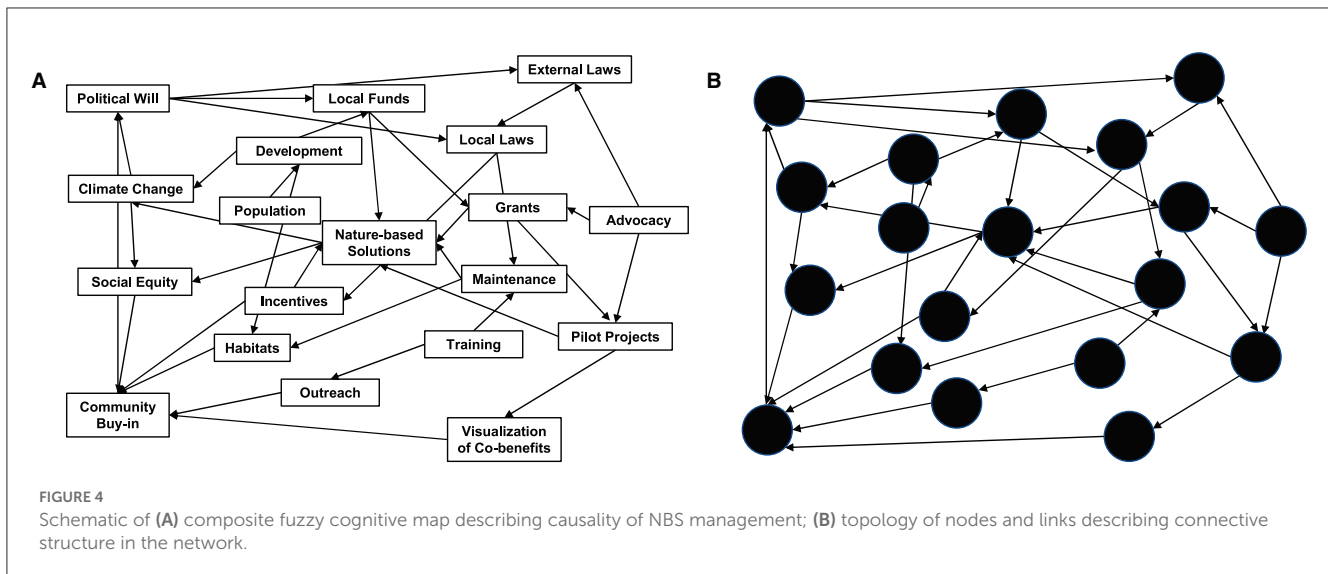 A
B
External Laws
Political Will
Local Funds
Local Laws
Development
Climate Change
Population
Grants
Advocacy
Nature-based
Solutions
Social Equity
Maintenance
Incentives
Habitats
Training
Pilot Projects
Outreach
Community
Buy-in
Visualization
of Co-benefits
FIGURE 4
Schematic of (A) composite fuzzy cognitive map describing causality of NBS management; (B) topology of nodes and links describing connective
structure in the network.